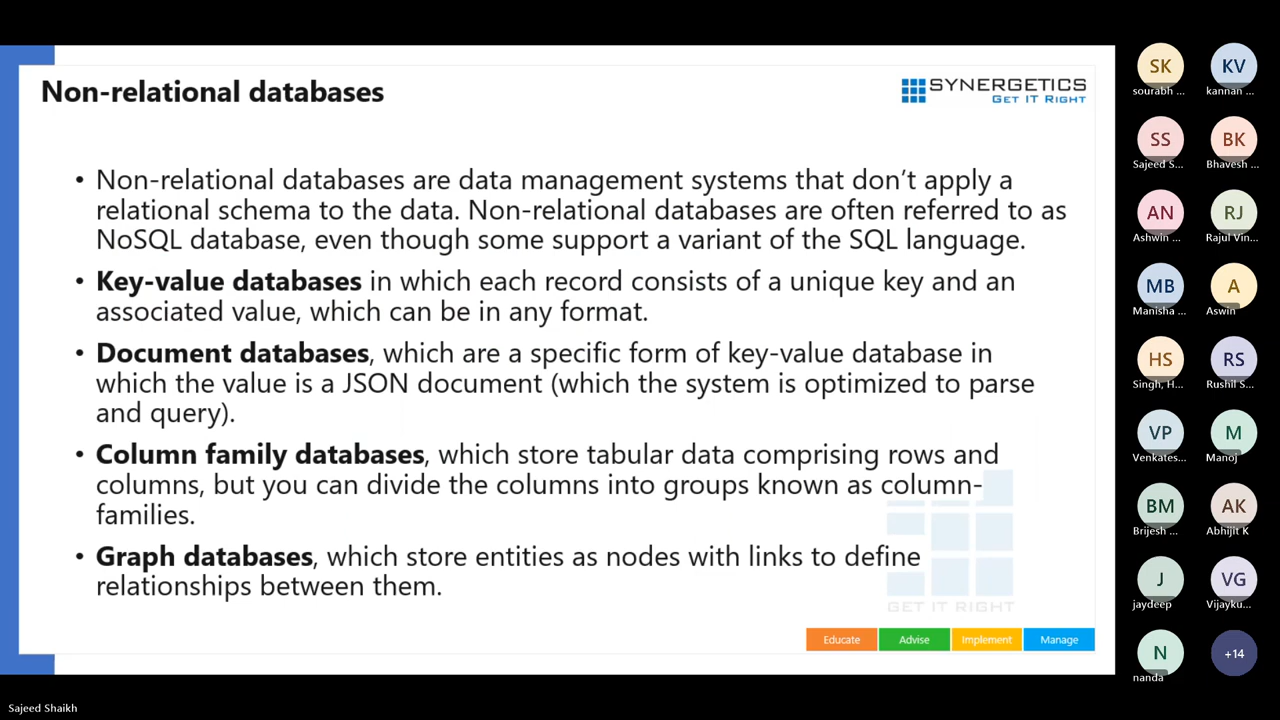 Non-relational databases
SYNERGETICS
GET IT RIGHT
• Non-relational databases are data management systems that don’t apply a
relational schema to the data. Non-relational databases are often referred to as
NoSQL database, even though some support a variant of the SQL language.
• Key-value databases in which each record consists of a unique key and an
associated value, which can be in any format.
• Document databases, which are a specific form of key-value database in
which the value is a JSON document (which the system is optimized to parse
and query).
• Column family databases, which store tabular data comprising rows and
columns, but you can divide the columns into groups known as column-
families.
• Graph databases, which store entities as nodes with links to define
relationships between them.
GET IT RIGHT
Educate Advise Implement Manage
SK KV
sourabh ... kannan ...
SS BK
Sajeed S... Bhavesh ...
AN RJ
Ashwin ... Rajul Vin...
MB A
Manisha ... Aswin
HS RS
Singh, H... Rushil S...
VP M
Venkates... Manoj
BM AK
Brijesh ... Abhijit K
J VG
jaydeep Vijayku...
N +14
nanda
Sajeed Shaikh